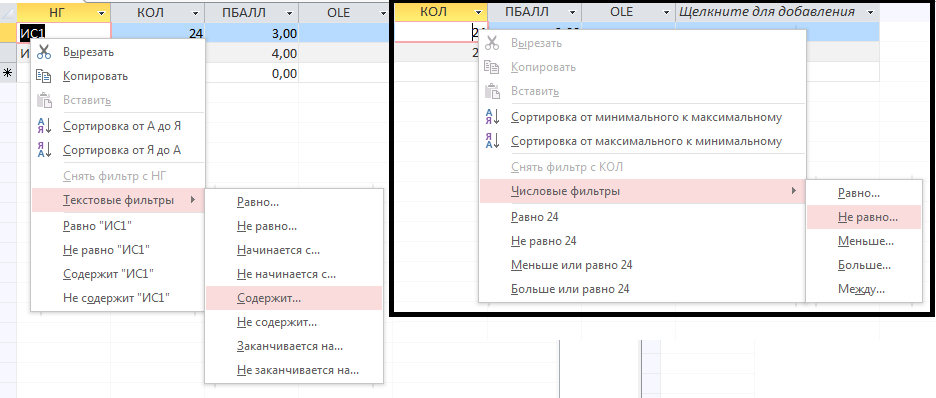 НГ КОЛ ПБАЛЛ OLE
ИС1 24 3,00
И 4,00
* 0,00
Вырезать
Копировать
Вставить
Сортировка от А до Я
Сортировка от Я до А
Снять фильтр с НГ
Текстовые фильтры
Равно "ИС1"
Не равно "ИС1"
Содержит "ИС1"
Не содержит "ИС1"
Равно...
Не равно...
Начинается с...
Не начинается с...
Содержит...
Не содержит...
Заканчивается на...
Не заканчивается на...
КОЛ ПБАЛЛ OLE Щелкните для добавления
2
2
Вырезать
Копировать
Вставить
Сортировка от минимального к максимальному
Сортировка от максимального к минимальному
Снять фильтр с КОЛ
Числовые фильтры
Равно 24
Не равно 24
Меньше или равно 24
Больше или равно 24
Равно...
Не равно...
Меньше...
Больше...
Между...